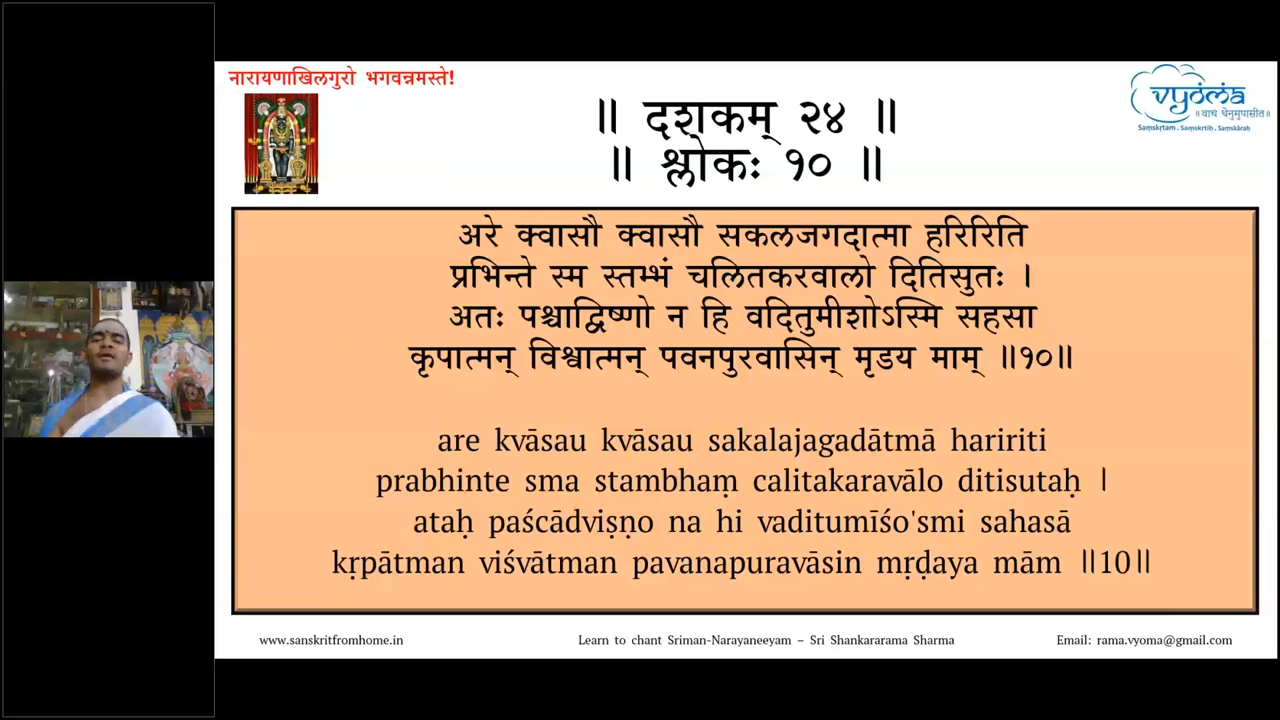 नारायणाखिलगुरो भगवन्नमस्ते!
vyoma
॥ वाचं धेनुमुपासीत ॥
Saṃskṛtam . Saṃskṛtiḥ . Saṃskāraḥ
॥ दशकम् २४ ॥
॥ श्लोकः १० ॥
अरे क्वासौ क्वासौ सकलजगदात्मा हरिरिति
प्रभिन्ते स्म स्तम्भं चलितकरवालो दितिसुतः ।
अतः पश्चाद्विष्णो न हि वदितुमीशोऽस्मि सहसा
कृपात्मन् विश्वात्मन् पवनपुरवासिन् मृडय माम् ॥१०॥
are kvāsau kvāsau sakalajagadātmā haririti
prabhinte sma stambhaṃ calitakaravālo ditisutaḥ ।
ataḥ paścādviṣṇo na hi vaditumīśo'smi sahasā
kṛpātman viśvātman pavanapuravāsin mṛḍaya mām ॥10॥
www.sanskritfromhome.in
Learn to chant Sriman-Narayaneeyam – Sri Shankararama Sharma
Email: rama.vyoma@gmail.com